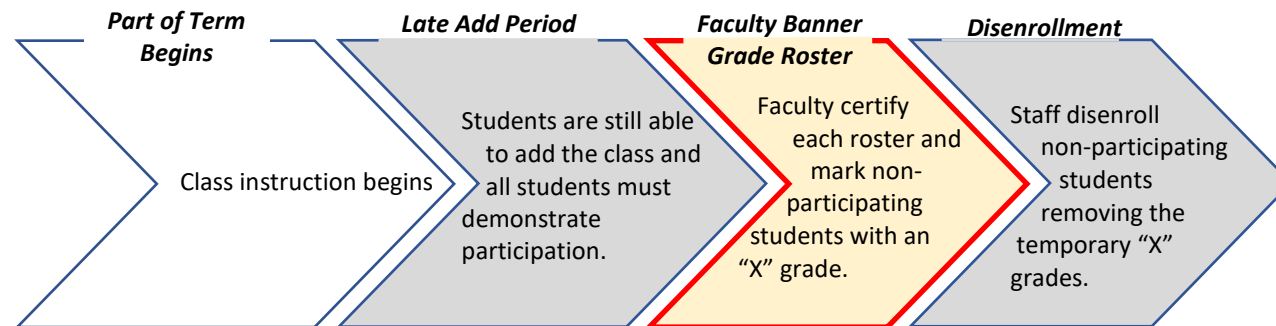 Part of Term
Begins
Class instruction begins
Late Add Period
Students are still able
to add the class and
all students must
demonstrate
participation.
Faculty Banner
Grade Roster
Faculty certify
each roster and
mark non-
participating
students with an
“X” grade.
Disenrollment
Staff disenroll
non-participating
students
removing the
temporary “X”
grades.